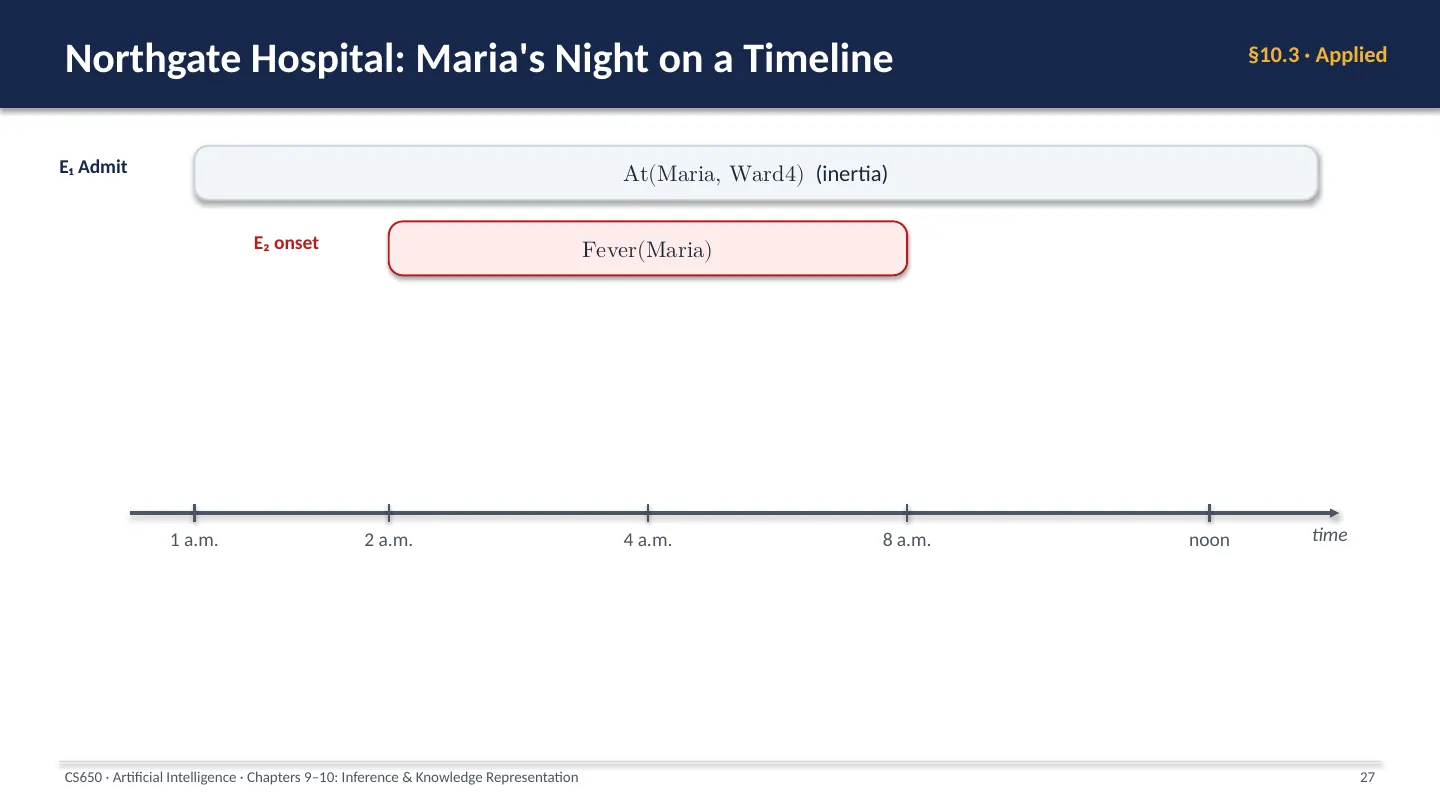 Northgate Hospital: Maria's Night on a Timeline
§10.3 · Applied
E₁ Admit
At(Maria, Ward4) (inertia)
E₂ onset
Fever(Maria)
1 a.m.
2 a.m.
4 a.m.
8 a.m.
noon
time
CS650 · Artificial Intelligence · Chapters 9–10: Inference & Knowledge Representation
27